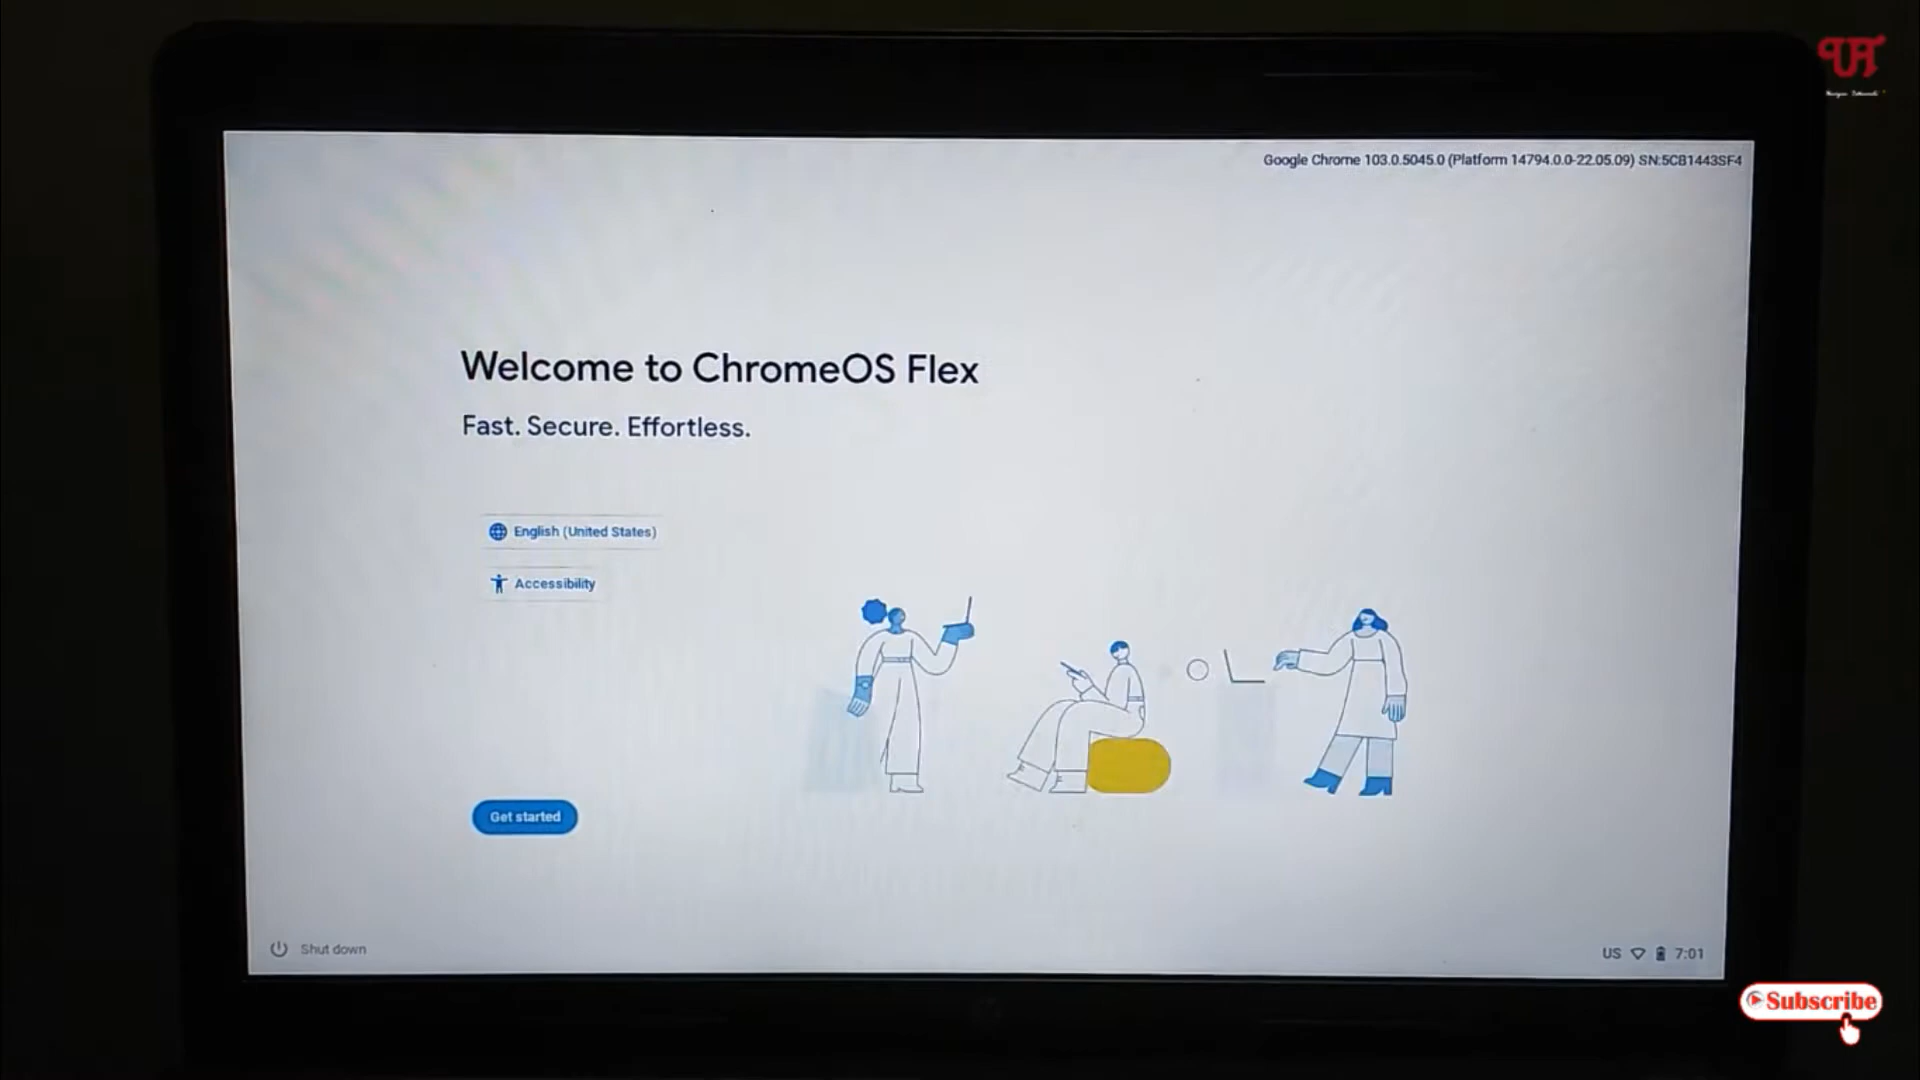 Google Chrome 103.0.5045.0 (Platform 14794.0.0-22.05.09) SN:5CB1443SF4
Welcome to ChromeOS Flex
Fast. Secure. Effortless.
English (United States)
Accessibility
Get started
Shut down
US 7:01
Subscribe